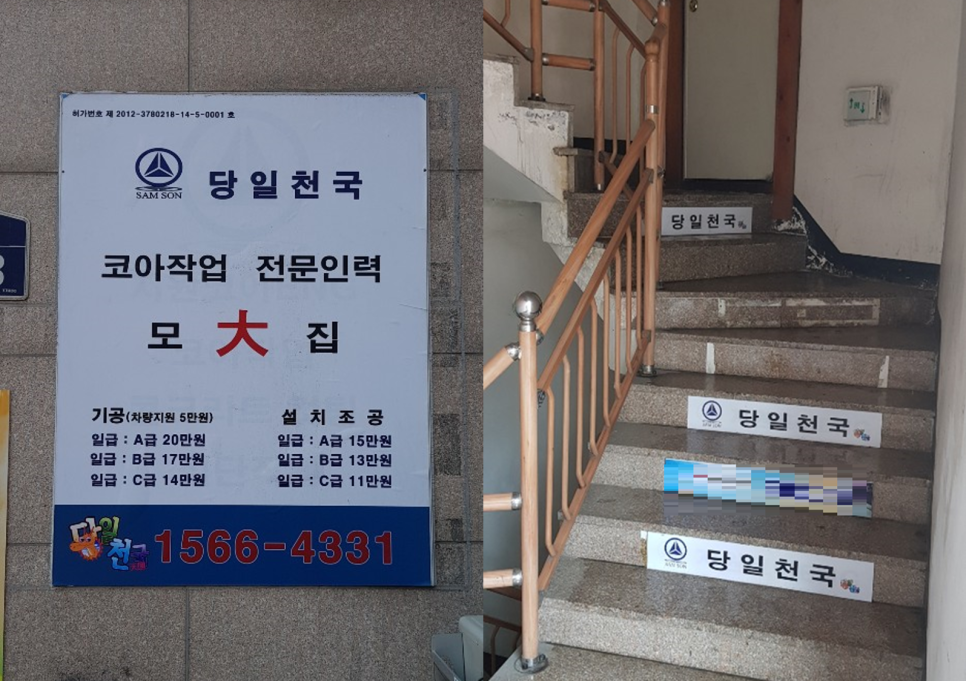 허가번호 제 2012-3780218-14-5-0001 호
SAM SON
당일천국
코아작업 전문인력
모 大 집
기공(차량지원 5만원)
일급 : A급 20만원
일급 : B급 17만원
일급 : C급 14만원
설치조공
일급 : A급 15만원
일급 : B급 13만원
일급 : C급 11만원
당일천국
1566-4331
당일천국
당일천국
당일천국